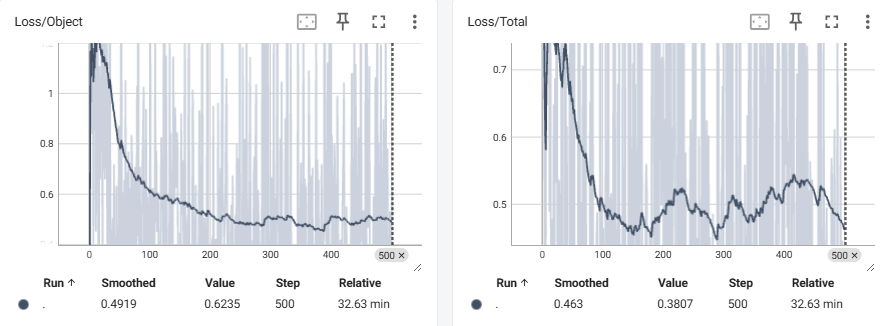 Loss/Object
1
0.8
0.6
0 100 200 300 400 500 ×
Run ↑ Smoothed Value Step Relative
. 0.4919 0.6235 500 32.63 min
Loss/Total
0.7
0.6
0.5
0 100 200 300 400 500 ×
Run ↑ Smoothed Value Step Relative
. 0.463 0.3807 500 32.63 min